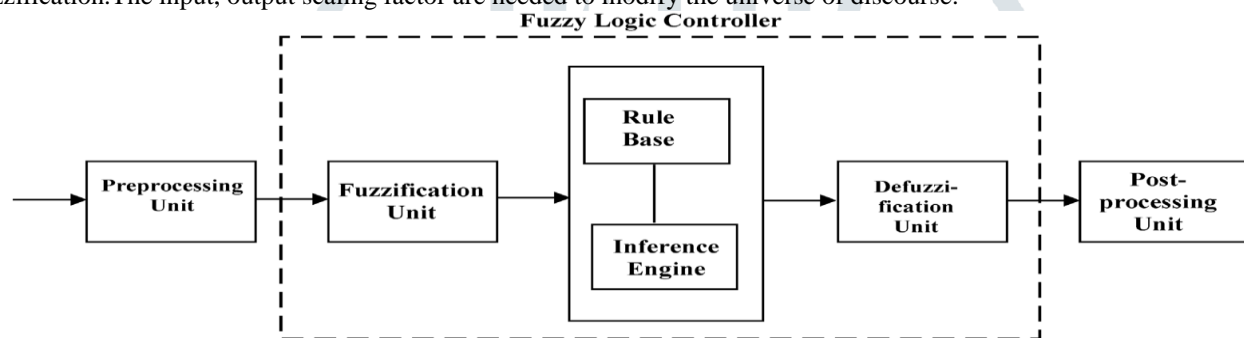 zzification.The input, output scaling factor are needed to modify the universe of discourse.
Fuzzy Logic Controller
Preprocessing
Unit
Fuzzification
Unit
Rule
Base
Inference
Engine
Defuzzi-
fication
Unit
Post-
processing
Unit